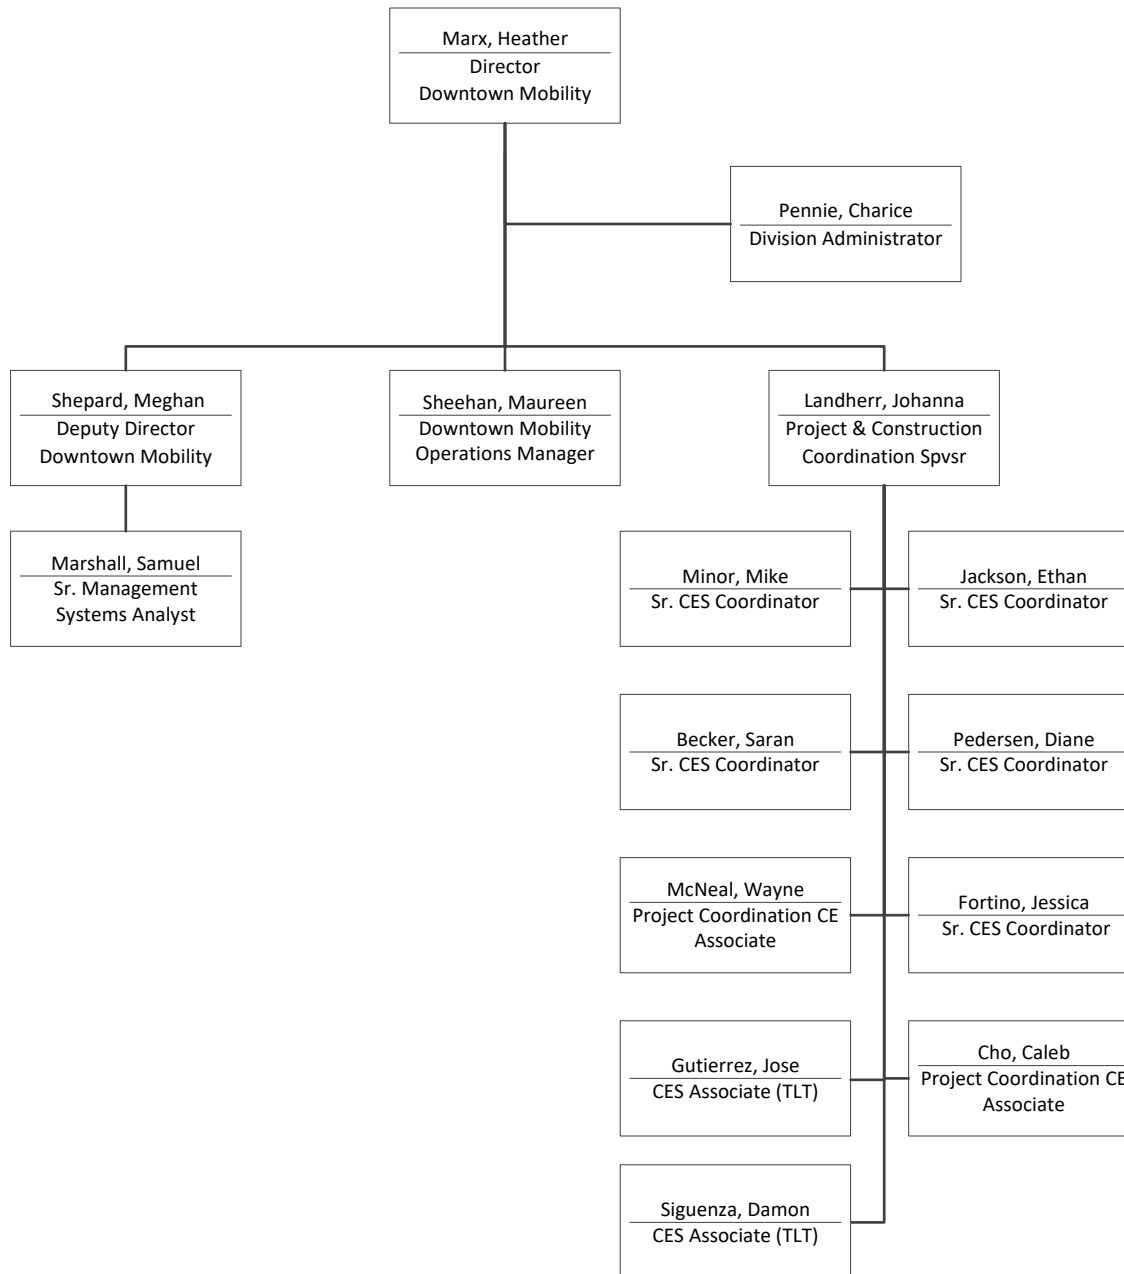 Marx, Heather
Director
Downtown Mobility
Pennie, Charice
Division Administrator
Shepard, Meghan
Deputy Director
Downtown Mobility
Sheehan, Maureen
Downtown Mobility
Operations Manager
Landherr, Johanna
Project & Construction
Coordination Spvsr
Marshall, Samuel
Sr. Management
Systems Analyst
Minor, Mike
Sr. CES Coordinator
Jackson, Ethan
Sr. CES Coordinator
Becker, Saran
Sr. CES Coordinator
Pedersen, Diane
Sr. CES Coordinator
McNeal, Wayne
Project Coordination CE
Associate
Fortino, Jessica
Sr. CES Coordinator
Gutierrez, Jose
CES Associate (TLT)
Cho, Caleb
Project Coordination CE
Associate
Siguenza, Damon
CES Associate (TLT)